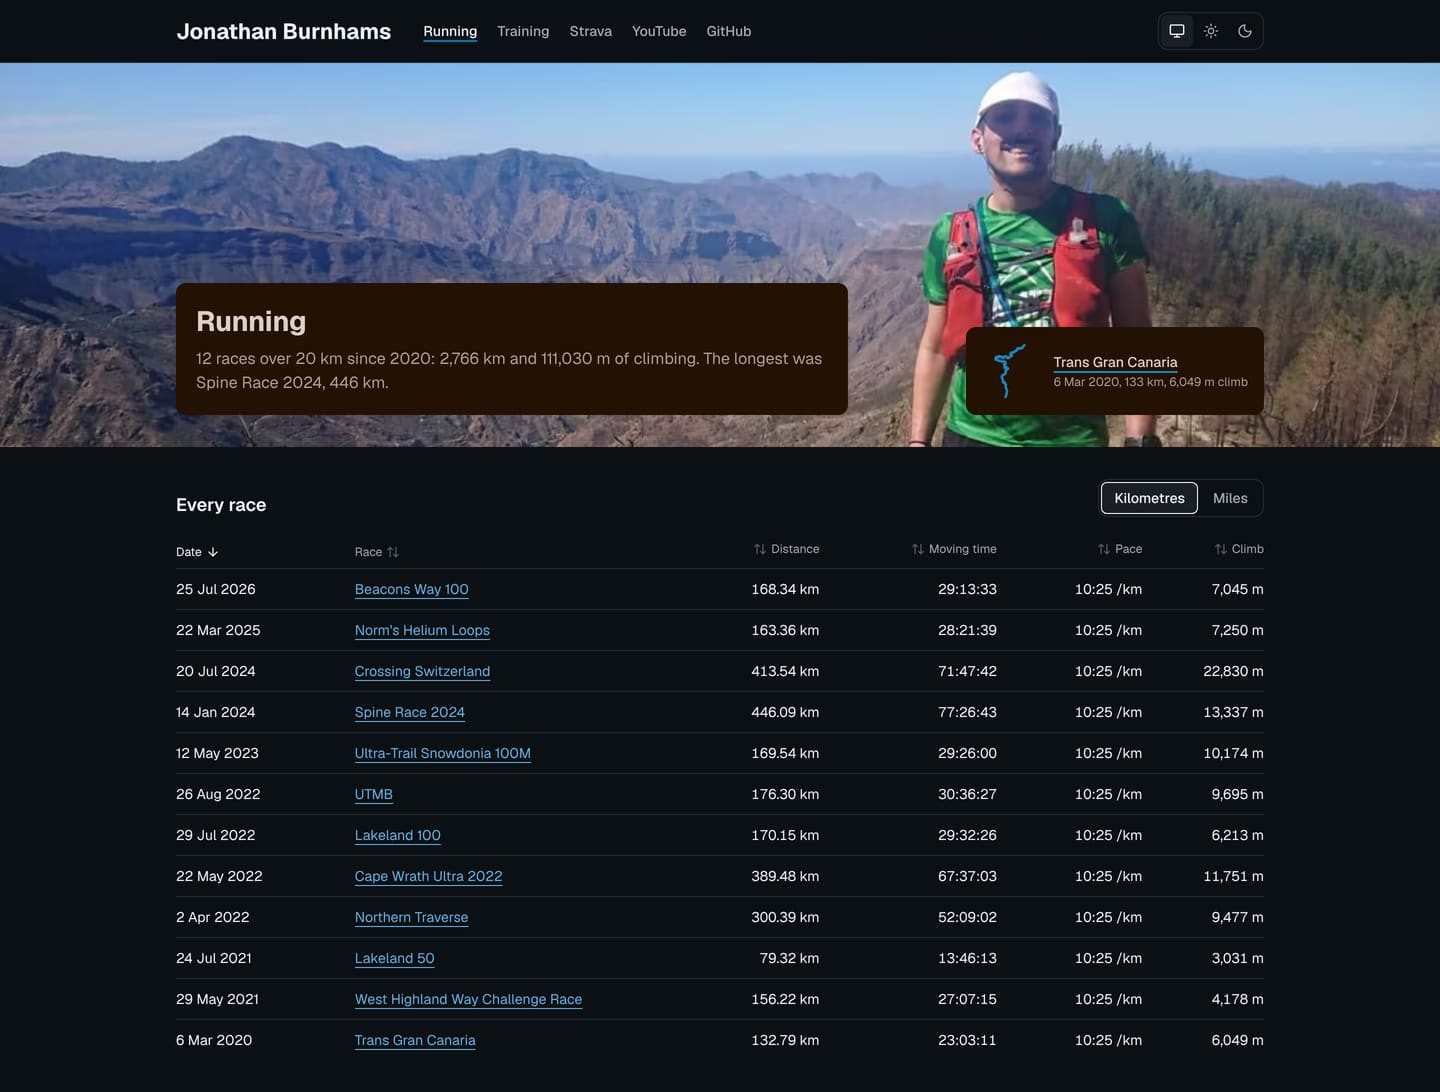 Jonathan Burnhams Running Training Strava YouTube GitHub
Running
12 races over 20 km since 2020: 2,766 km and 111,030 m of climbing. The longest was
Spine Race 2024, 446 km.
Trans Gran Canaria
6 Mar 2020, 133 km, 6,049 m climb
Every race
Kilometres Miles
Date Race Distance Moving time Pace Climb
25 Jul 2026 Beacons Way 100 168.34 km 29:13:33 10:25 /km 7,045 m
22 Mar 2025 Norm's Helium Loops 163.36 km 28:21:39 10:25 /km 7,250 m
20 Jul 2024 Crossing Switzerland 413.54 km 71:47:42 10:25 /km 22,830 m
14 Jan 2024 Spine Race 2024 446.09 km 77:26:43 10:25 /km 13,337 m
12 May 2023 Ultra-Trail Snowdonia 100M 169.54 km 29:26:00 10:25 /km 10,174 m
26 Aug 2022 UTMB 176.30 km 30:36:27 10:25 /km 9,695 m
29 Jul 2022 Lakeland 100 170.15 km 29:32:26 10:25 /km 6,213 m
22 May 2022 Cape Wrath Ultra 2022 389.48 km 67:37:03 10:25 /km 11,751 m
2 Apr 2022 Northern Traverse 300.39 km 52:09:02 10:25 /km 9,477 m
24 Jul 2021 Lakeland 50 79.32 km 13:46:13 10:25 /km 3,031 m
29 May 2021 West Highland Way Challenge Race 156.22 km 27:07:15 10:25 /km 4,178 m
6 Mar 2020 Trans Gran Canaria 132.79 km 23:03:11 10:25 /km 6,049 m